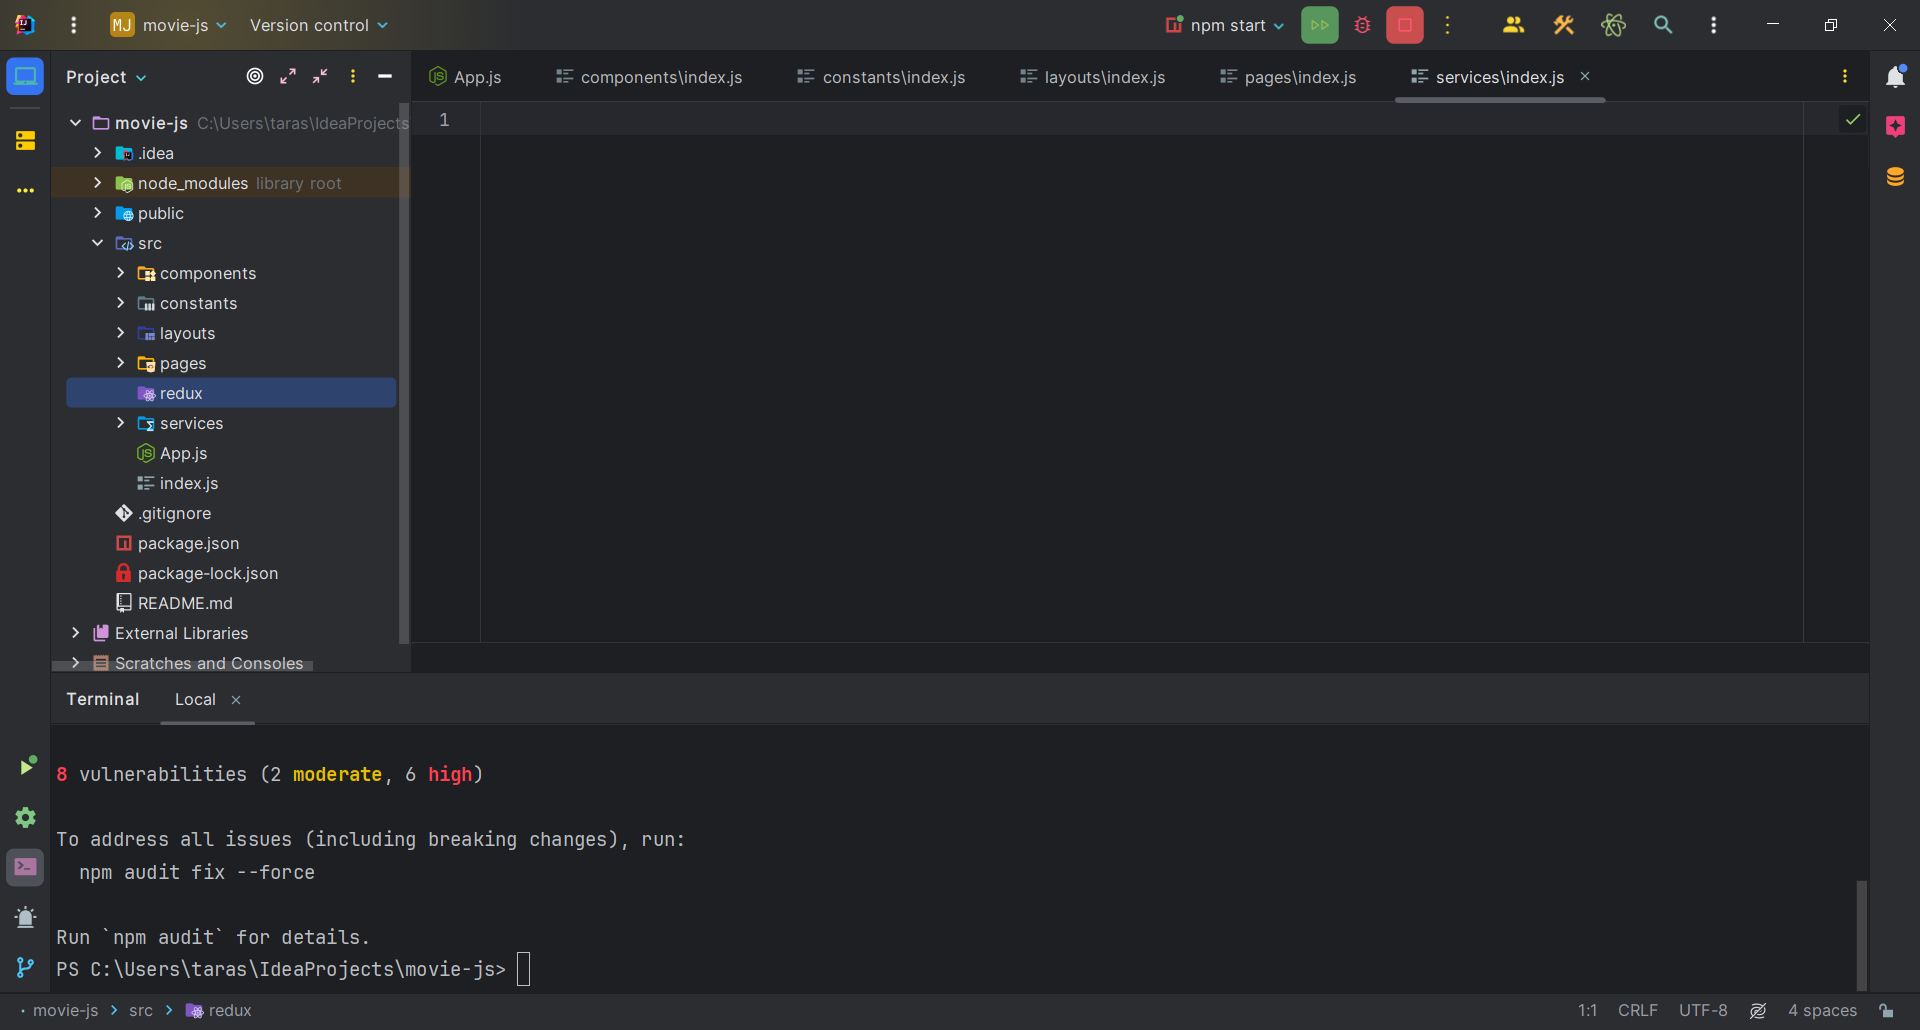 MJ movie-js Version control npm start
Project
App.js components\index.js constants\index.js layouts\index.js pages\index.js services\index.js
movie-js C:\Users\taras\IdeaProjects
1
.idea
node_modules library root
public
src
components
constants
layouts
pages
redux
services
App.js
index.js
.gitignore
package.json
package-lock.json
README.md
External Libraries
Scratches and Consoles
Terminal Local
8 vulnerabilities (2 moderate, 6 high)
To address all issues (including breaking changes), run:
npm audit fix --force
Run `npm audit` for details.
PS C:\Users\taras\IdeaProjects\movie-js>
movie-js > src > redux 1:1 CRLF UTF-8 4 spaces